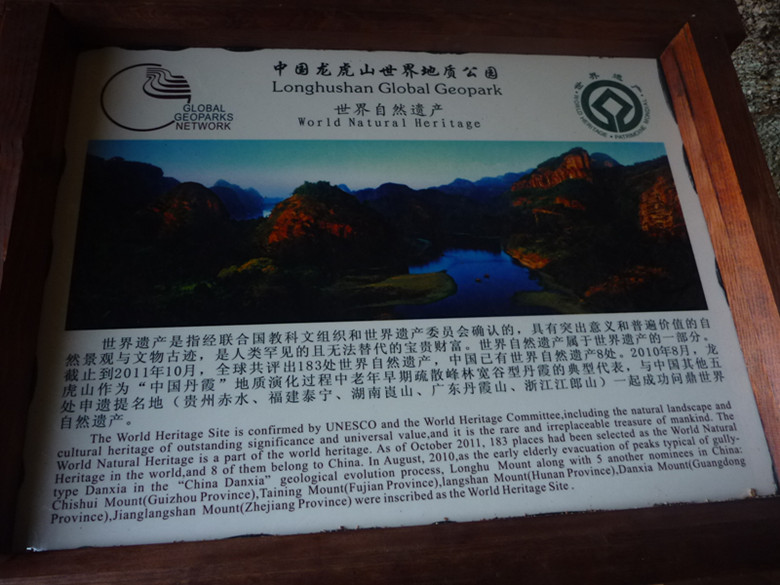 中国龙虎山世界地质公园
Longhushan Global Geopark
世界自然遗产
World Natural Heritage
GLOBAL
GEOPARKS
NETWORK
世界遗产
WORLD HERITAGE • PATRIMOINE MONDIAL •
世界遗产是指经联合国教科文组织和世界遗产委员会确认的，具有突出意义和普遍价值的自
然景观与文物古迹，是人类罕见的且无法替代的宝贵财富。世界自然遗产属于世界遗产的一部分。
截止到2011年10月，全球共评出183处世界自然遗产，中国已有世界自然遗产8处。2010年8月，龙
虎山作为“中国丹霞”地质演化过程中老年早期疏散峰林宽谷型丹霞的典型代表，与中国其他五
处申遗提名地（贵州赤水、福建泰宁、湖南崀山、广东丹霞山、浙江江郎山）一起成功问鼎世界
自然遗产。
The World Heritage Site is confirmed by UNESCO and the World Heritage Committee,including the natural landscape and
cultural heritage of outstanding significance and universal value,and it is the rare and irreplaceable treasure of mankind. The
World Natural Heritage is a part of the world heritage. As of October 2011, 183 places had been selected as the World Natural
Heritage in the world,and 8 of them belong to China. In August, 2010,as the early elderly evacuation of peaks typical of gully-
type Danxia in the “China Danxia” geological evolution process, Longhu Mount along with 5 another nominees in China:
Chishui Mount(Guizhou Province),Taining Mount(Fujian Province),langshan Mount(Hunan Province),Danxia Mount(Guangdong
Province),Jianglangshan Mount(Zhejiang Province) were inscribed as the World Heritage Site .